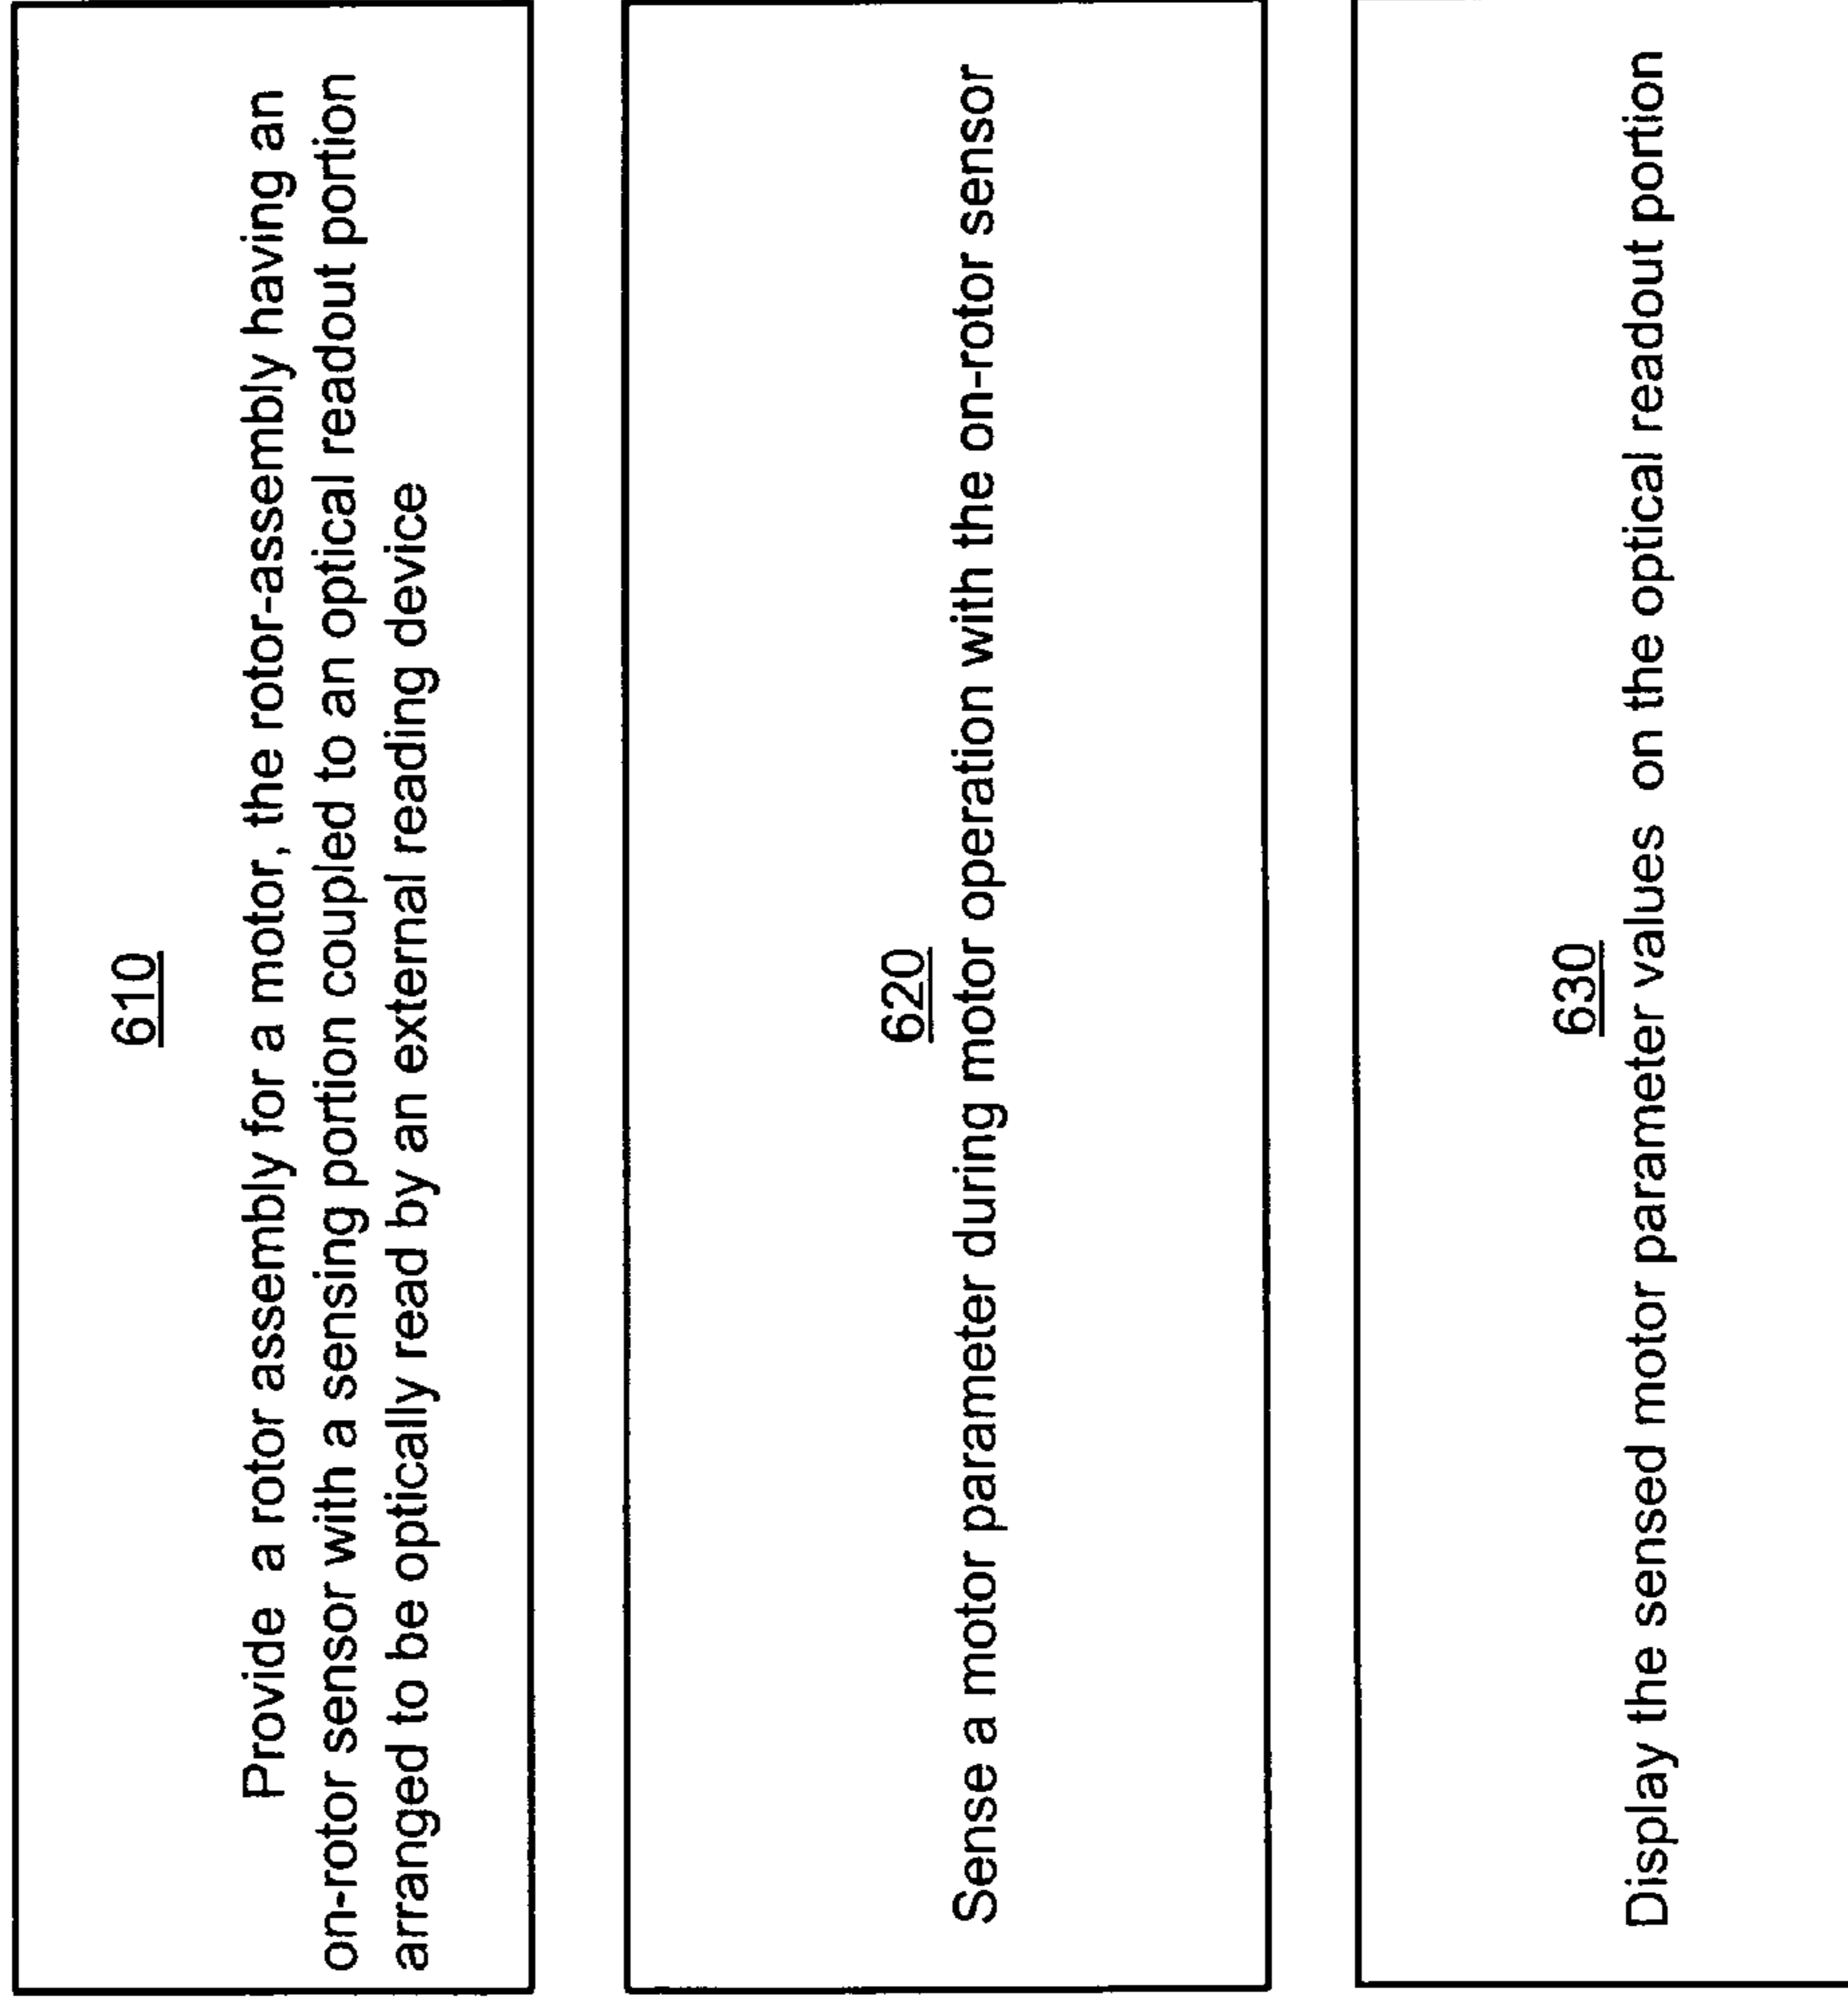 610
Provide a rotor assembly for a motor, the rotor-assembly having an
on-rotor sensor with a sensing portion coupled to an optical readout portion
arranged to be optically read by an external reading device
620
Sense a motor parameter during motor operation with the on-rotor sensor
630
Display the sensed motor parameter values on the optical readout portion